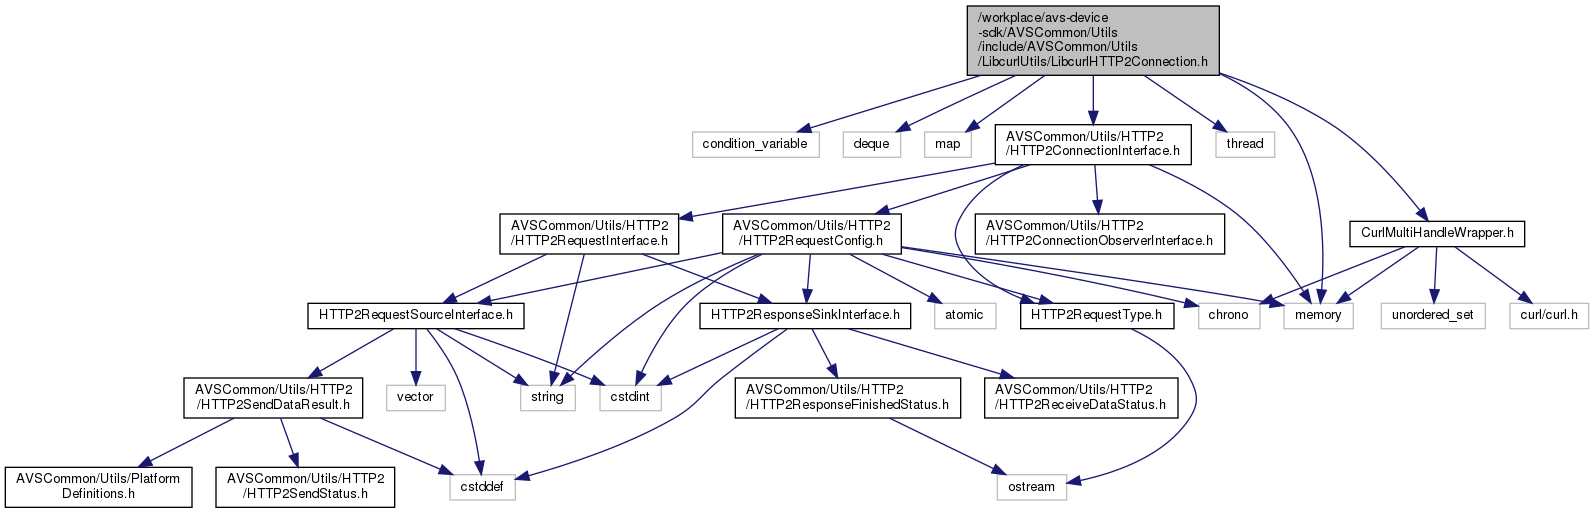 /workplace/avs-device
-sdk/AVSCommon/Utils
/include/AVSCommon/Utils
/LibcurlUtils/LibcurlHTTP2Connection.h
condition_variable
deque
map
AVSCommon/Utils/HTTP2
/HTTP2ConnectionInterface.h
thread
AVSCommon/Utils/HTTP2
/HTTP2RequestInterface.h
AVSCommon/Utils/HTTP2
/HTTP2RequestConfig.h
AVSCommon/Utils/HTTP2
/HTTP2ConnectionObserverInterface.h
CurlMultiHandleWrapper.h
HTTP2RequestSourceInterface.h
HTTP2ResponseSinkInterface.h
atomic
HTTP2RequestType.h
chrono
memory
unordered_set
curl/curl.h
AVSCommon/Utils/HTTP2
/HTTP2SendDataResult.h
vector
string
cstdint
AVSCommon/Utils/HTTP2
/HTTP2ResponseFinishedStatus.h
AVSCommon/Utils/HTTP2
/HTTP2ReceiveDataStatus.h
AVSCommon/Utils/Platform
Definitions.h
AVSCommon/Utils/HTTP2
/HTTP2SendStatus.h
cstddef
ostream